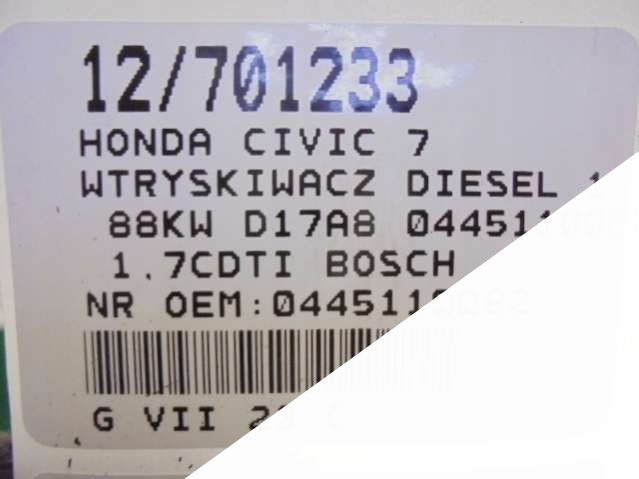 12/701233
HONDA CIVIC 7
WTRYSKIWACZ DIESEL
88KW D17A8
1.7CDTI BOSCH
NR OEM:
G VII